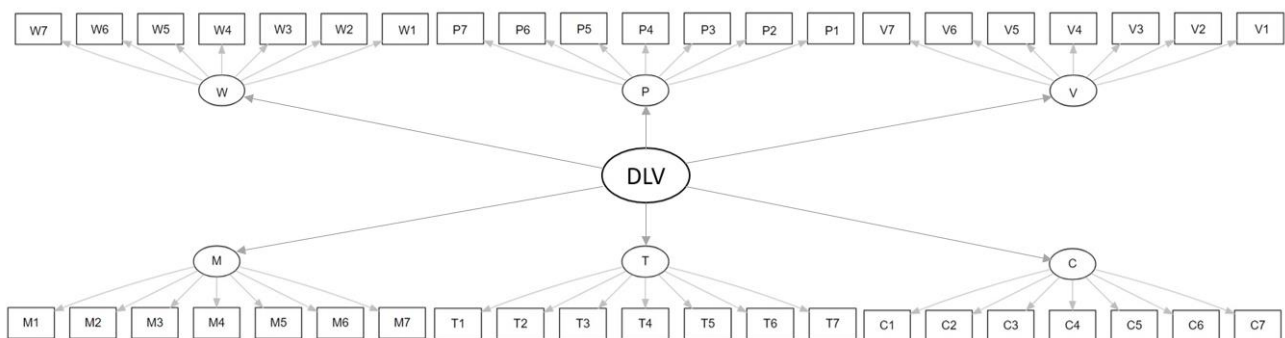 W7 W6 W5 W4 W3 W2 W1 P7 P6 P5 P4 P3 P2 P1 V7 V6 V5 V4 V3 V2 V1
W P V
DLV
M T C
M1 M2 M3 M4 M5 M6 M7 T1 T2 T3 T4 T5 T6 T7 C1 C2 C3 C4 C5 C6 C7